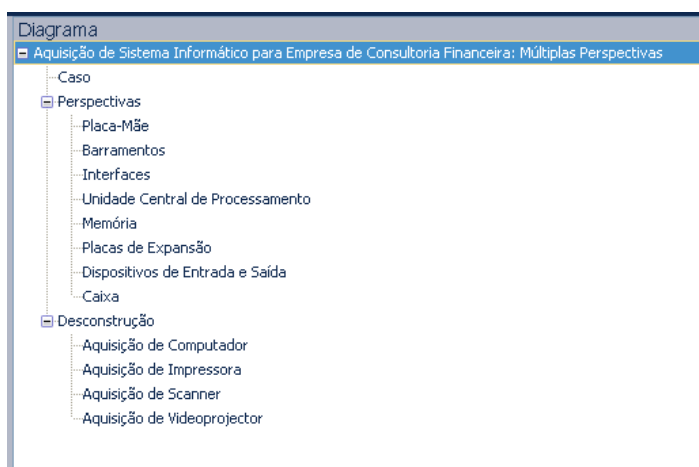 Diagrama
Aquisição de Sistema Informático para Empresa de Consultoria Financeira: Múltiplas Perspectivas
Caso
Perspectivas
Placa-Mãe
Barramentos
Interfaces
Unidade Central de Processamento
Memória
Placas de Expansão
Dispositivos de Entrada e Saída
Caixa
Desconstrução
Aquisição de Computador
Aquisição de Impressora
Aquisição de Scanner
Aquisição de Videoprojector